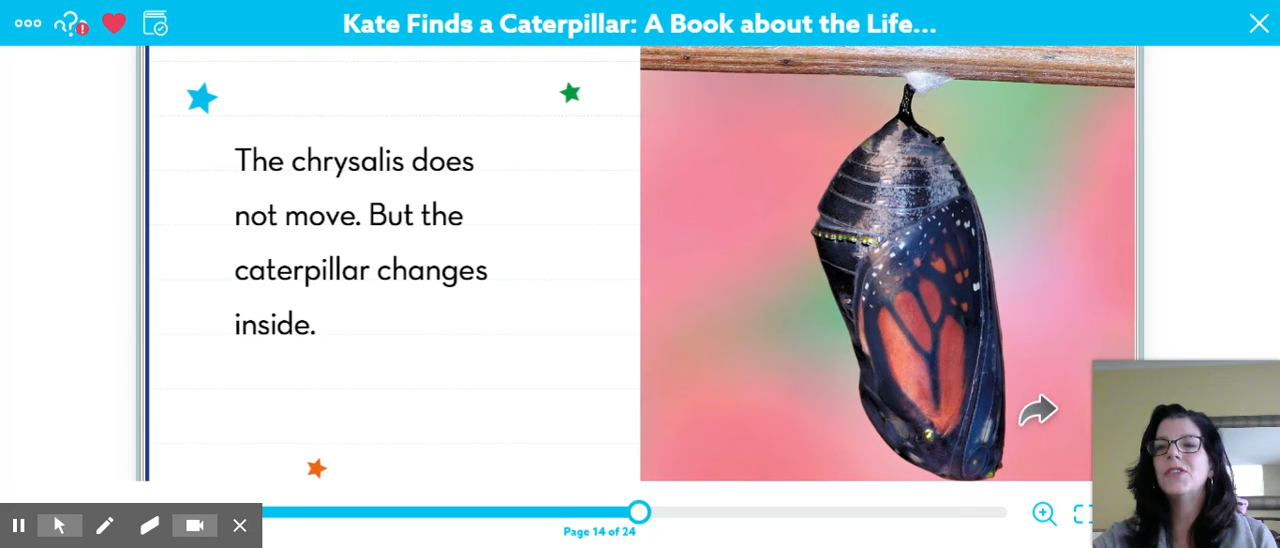 Kate Finds a Caterpillar: A Book about the Life...
The chrysalis does
not move. But the
caterpillar changes
inside.
Page 14 of 24